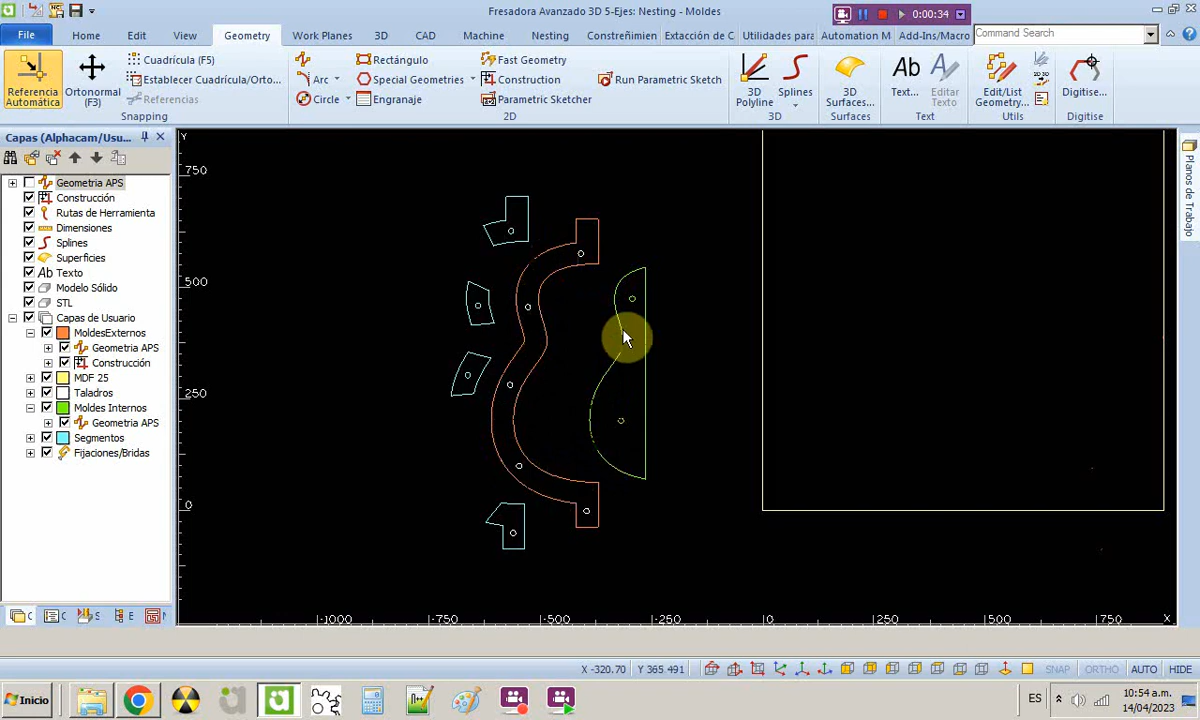 Fresadora Avanzado 3D 5-Ejes: Nesting - Moldes
0:00:34
File
Home
Edit
View
Geometry
Work Planes
3D
CAD
Machine
Nesting
Constreñimien
Extacción de C
Utilidades para
Automation M
Add-Ins/Macro
Command Search
Referencia Automática
Ortonormal (F3)
Cuadrícula (F5)
Establecer Cuadrícula/Orto...
Referencias
Snapping
Arc
Circle
Rectángulo
Special Geometries
Engranaje
Fast Geometry
Construction
Parametric Sketcher
Run Parametric Sketch
2D
3D Polyline
Splines
3D
3D Surfaces...
Surfaces
Text...
Editar Texto
Text
Edit/List Geometry...
Utils
Digitise...
Digitise
Capas (Alphacam/Usu...
Geometria APS
Construcción
Rutas de Herramienta
Dimensiones
Splines
Superficies
Texto
Modelo Sólido
STL
Capas de Usuario
MoldesExternos
Geometria APS
Construcción
MDF 25
Taladros
Moldes Internos
Geometria APS
Segmentos
Fijaciones/Bridas
Y
750
500
250
0
-1000
-750
-500
-250
0
250
500
750
X
Planos de Trabajo
X -320.70
Y 365.491
SNAP
ORTHO
AUTO
HIDE
Inicio
ES
10:54 a.m.
14/04/2023